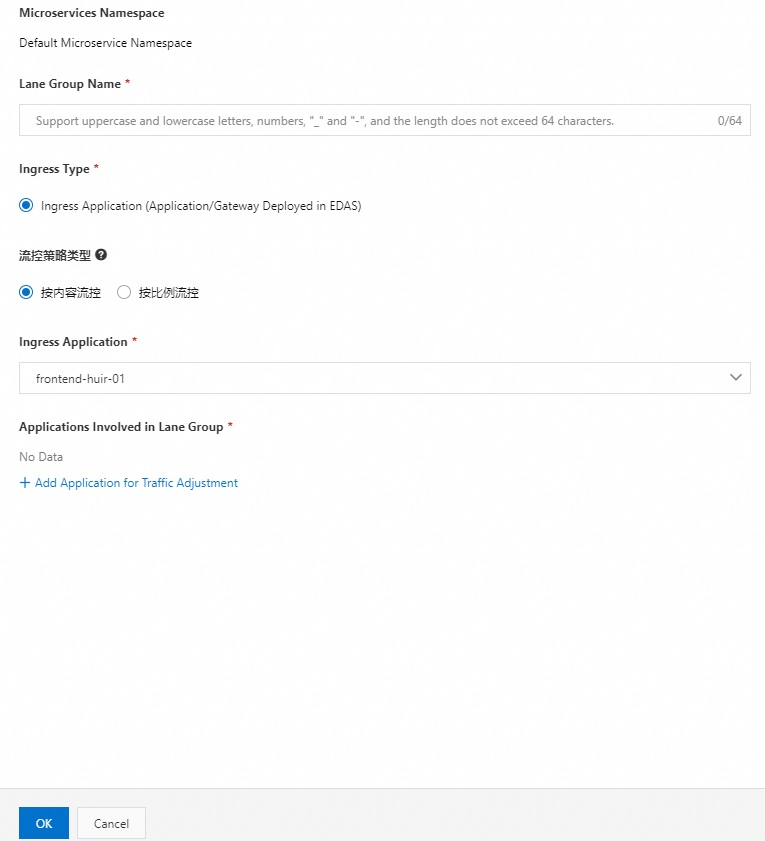 Microservices Namespace
Default Microservice Namespace
Lane Group Name *
Support uppercase and lowercase letters, numbers, "_" and "-", and the length does not exceed 64 characters. 0/64
Ingress Type *
Ingress Application (Application/Gateway Deployed in EDAS)
流控策略类型 ?
按内容流控 按比例流控
Ingress Application *
frontend-huir-01
Applications Involved in Lane Group *
No Data
+ Add Application for Traffic Adjustment
OK Cancel